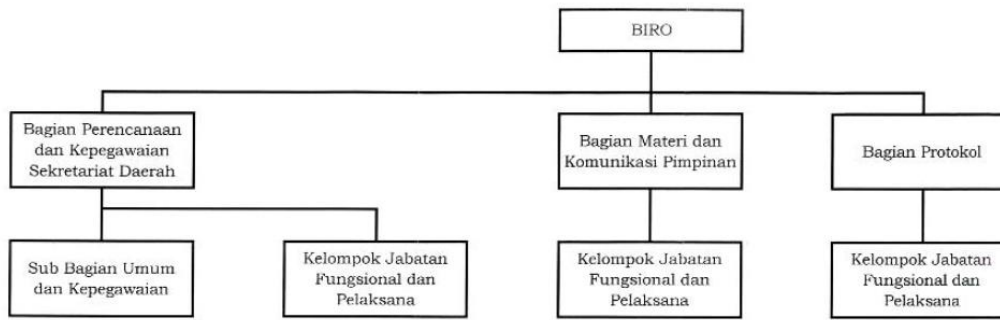 BIRO
Bagian Perencanaan
dan Kepegawaian
Sekretariat Daerah
Bagian Materi dan
Komunikasi Pimpinan
Bagian Protokol
Sub Bagian Umum
dan Kepegawaian
Kelompok Jabatan
Fungsional dan
Pelaksana
Kelompok Jabatan
Fungsional dan
Pelaksana
Kelompok Jabatan
Fungsional dan
Pelaksana